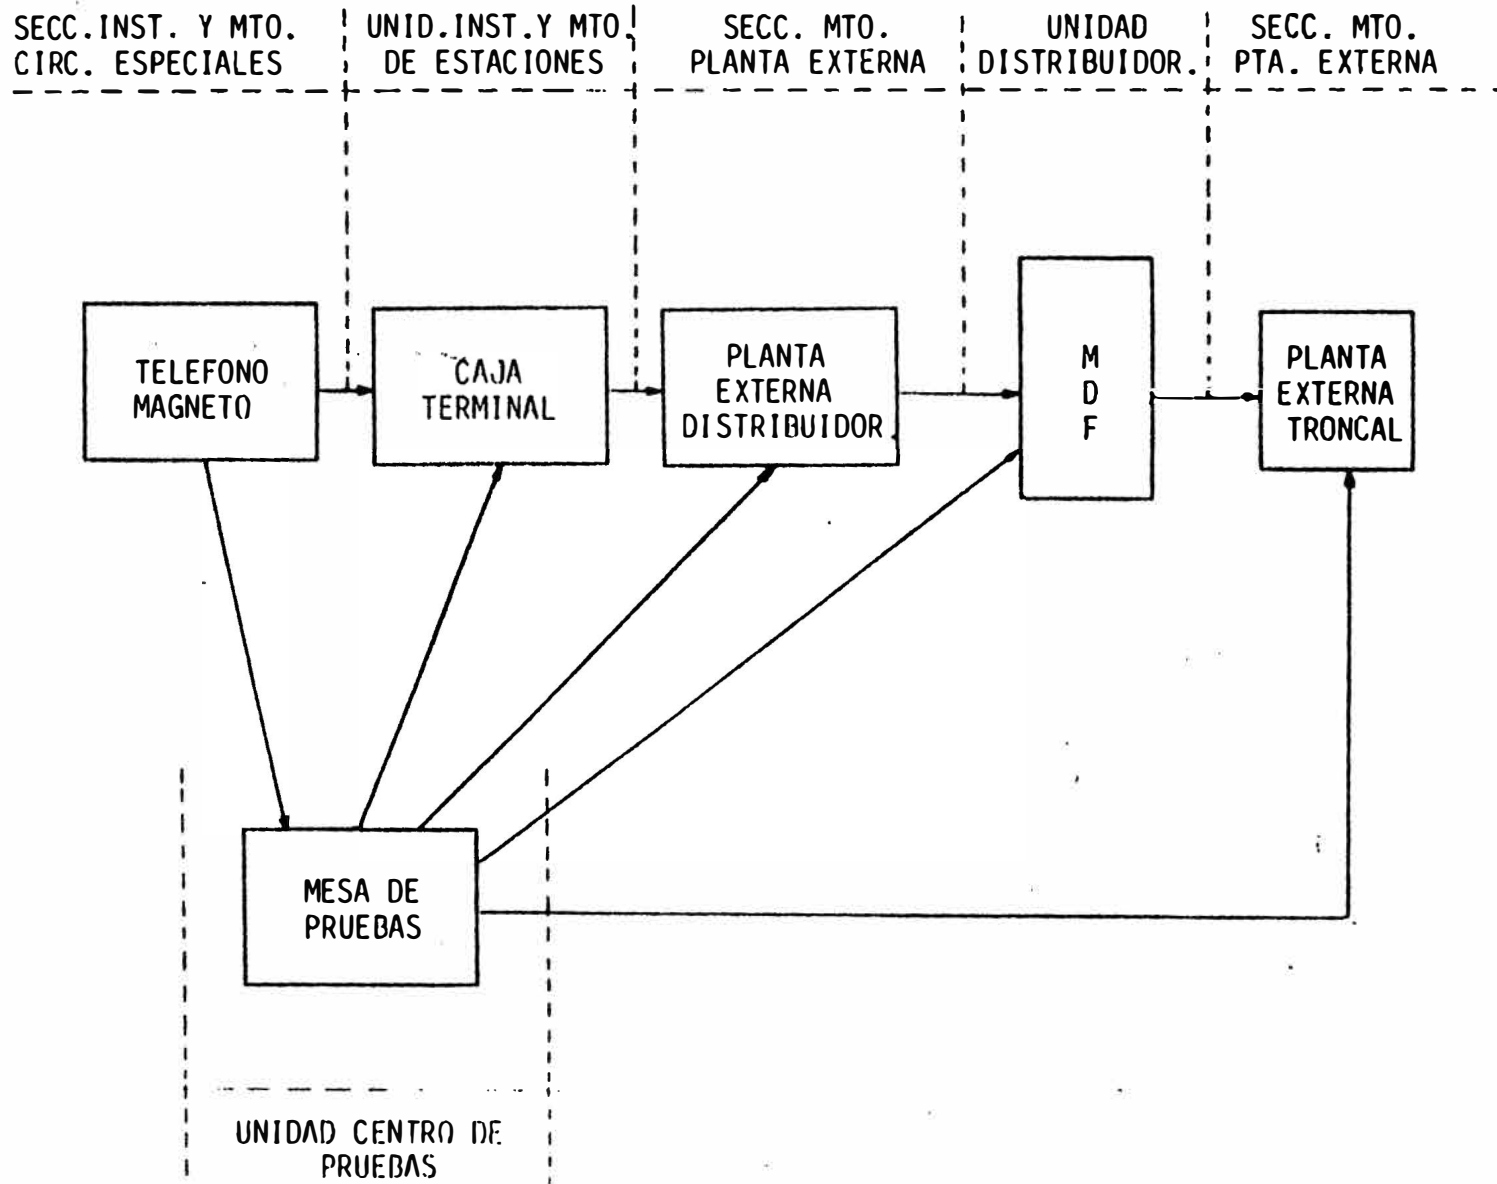 SECC.INST. Y MTO.
CIRC. ESPECIALES
UNID.INST.Y MTO.
DE ESTACIONES
SECC. MTO.
PLANTA EXTERNA
UNIDAD
DISTRIBUIDOR.
SECC. MTO.
PTA. EXTERNA
TELEFONO
MAGNETO
CAJA
TERMINAL
PLANTA
EXTERNA
DISTRIBUIDOR
M
D
F
PLANTA
EXTERNA
TRONCAL
MESA DE
PRUEBAS
UNIDAD CENTRO DE
PRUEBAS